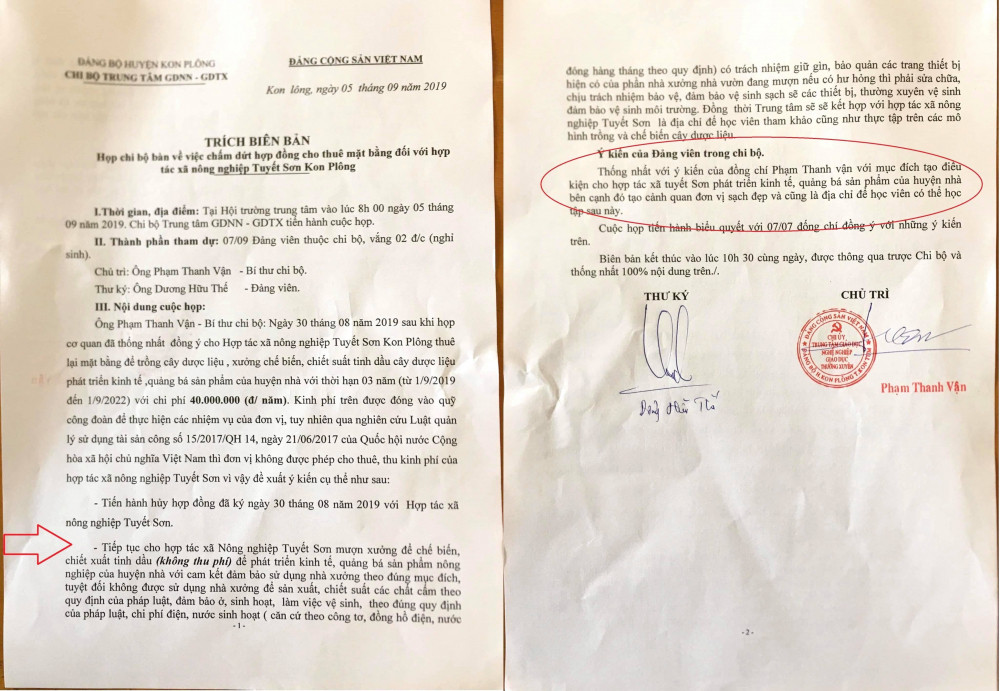 ĐẢNG BỘ HUYỆN KON PLÔNG
CHI BỘ TRUNG TÂM GDNN - GDTX
ĐẢNG CỘNG SẢN VIỆT NAM
Kon lông, ngày 05 tháng 09 năm 2019
TRÍCH BIÊN BẢN
Họp chi bộ bàn về việc chấm dứt hợp đồng cho thuê mặt bằng đối với hợp
tác xã nông nghiệp Tuyết Sơn Kon Plông
I.Thời gian, địa điểm: Tại Hội trường trung tâm vào lúc 8h 00 ngày 05 tháng
09 năm 2019. Chi bộ Trung tâm GDNN - GDTX tiến hành cuộc họp.
II. Thành phần tham dự: 07/09 Đảng viên thuộc chi bộ, vắng 02 đ/c (nghỉ
sinh).
Chủ trì: Ông Phạm Thanh Vận - Bí thư chi bộ.
Thư ký: Ông Dương Hữu Thế - Đảng viên.
III. Nội dung cuộc họp:
Ông Phạm Thanh Vận - Bí thư chi bộ: Ngày 30 tháng 08 năm 2019 sau khi họp
cơ quan đã thống nhất đồng ý cho Hợp tác xã nông nghiệp Tuyết Sơn Kon Plông thuê
lại mặt bằng để trồng cây dược liệu , xưởng chế biến, chiết suất tinh dầu cây dược liệu
phát triển kinh tế ,quảng bá sản phẩm của huyện nhà với thời hạn 03 năm (từ 1/9/2019
đến 1/9/2022) với chi phí 40.000.000 (đ/ năm). Kinh phí trên được đóng vào quỹ
công đoàn để thực hiện các nhiệm vụ của đơn vị, tuy nhiên qua nghiên cứu Luật quản
lý sử dụng tài sản công số 15/2017/QH 14, ngày 21/06/2017 của Quốc hội nước Cộng
hòa xã hội chủ nghĩa Việt Nam thì đơn vị không được phép cho thuê, thu kinh phí của
hợp tác xã nông nghiệp Tuyết Sơn vì vậy đề xuất ý kiến cụ thể như sau:
- Tiến hành hủy hợp đồng đã ký ngày 30 tháng 08 năm 2019 với Hợp tác xã
nông nghiệp Tuyết Sơn.
- Tiếp tục cho hợp tác xã Nông nghiệp Tuyết Sơn mượn xưởng để chế biến,
chiết xuất tinh dầu (không thu phí) để phát triển kinh tế, quảng bá sản phẩm nông
nghiệp của huyện nhà với cam kết đảm bảo sử dụng nhà xưởng theo đúng mục đích,
tuyệt đối không được sử dụng nhà xưởng để sản xuất, chiết suất các chất cấm theo
quy định của pháp luật, đảm bảo ở, sinh hoạt, làm việc vệ sinh, theo đúng quy định
của pháp luật, chi phí điện, nước sinh hoạt ( căn cứ theo công tơ, đồng hồ điện, nước
- 1 -
đóng hàng tháng theo quy định) có trách nhiệm giữ gìn, bảo quản các trang thiết bị
hiện có của phần nhà xưởng nhà vườn đang mượn nếu có hư hỏng thì phải sửa chữa,
chịu trách nhiệm bảo vệ, đảm bảo vệ sinh sạch sẽ các thiết bị, thường xuyên vệ sinh
đảm bảo vệ sinh môi trường. Đồng thời Trung tâm sẽ sẽ kết hợp với hợp tác xã nông
nghiệp Tuyết Sơn là địa chỉ để học viên tham khảo cũng như thực tập trên các mô
hình trồng và chế biến cây dược liệu.
Ý kiến của Đảng viên trong chi bộ.
Thống nhất với ý kiến của đồng chí Phạm Thanh vận với mục đích tạo điều
kiện cho hợp tác xã tuyết Sơn phát triển kinh tế, quảng bá sản phẩm của huyện nhà
bên cạnh đó tạo cảnh quan đơn vị sạch đẹp và cũng là địa chỉ để học viên có thể học
tập sau này.
Cuộc họp tiến hành biểu quyết với 07/07 đồng chí đồng ý với những ý kiến
trên.
Biên bản kết thúc vào lúc 10h 30 cùng ngày, được thông qua trược Chi bộ và
thống nhất 100% nội dung trên./.
THƯ KÝ
CHỦ TRÌ
ĐẢNG CỘNG SẢN VIỆT NAM
CHI ỦY
TRUNG TÂM GIÁO DỤC
NGHỀ NGHIỆP
GIÁO DỤC
THƯỜNG XUYÊN
ĐẢNG BỘ H. KON PLÔNG T. KON TUM
Phạm Thanh Vận
- 2 -